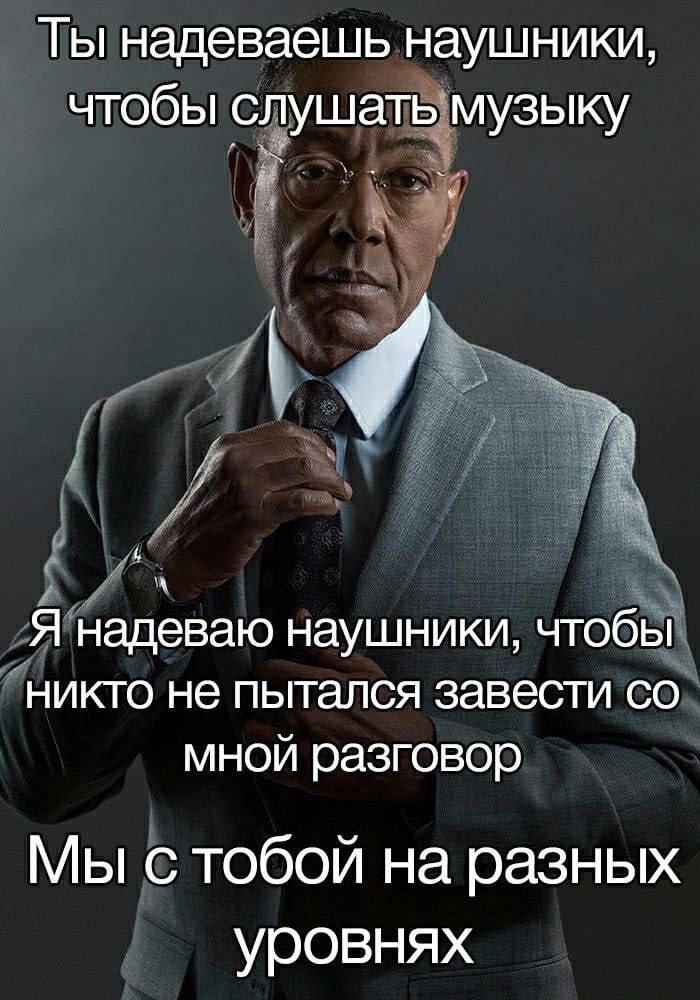 Ты надеваешь наушники,
чтобы слушать музыку
Я надеваю наушники, чтобы
никто не пытался завести со
мной разговор
Мы с тобой на разных
уровнях